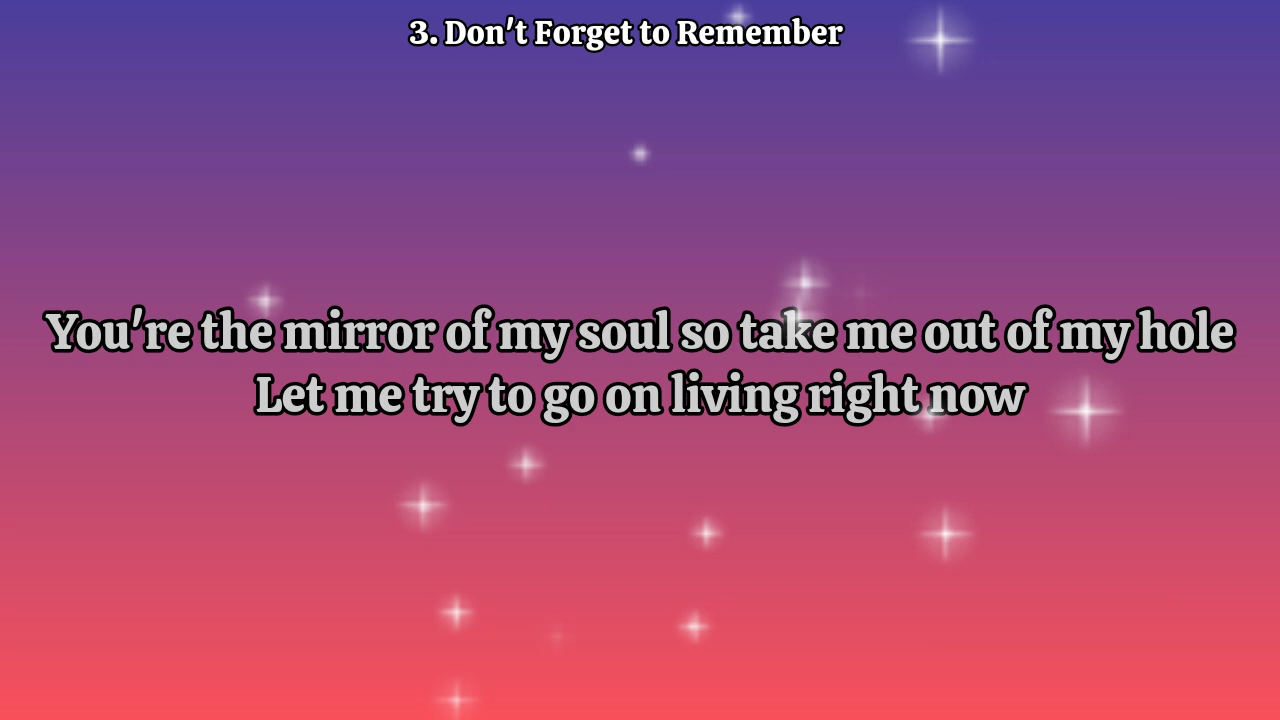 3. Don't Forget to Remember
You're the mirror of my soul so take me out of my hole
Let me try to go on living right now